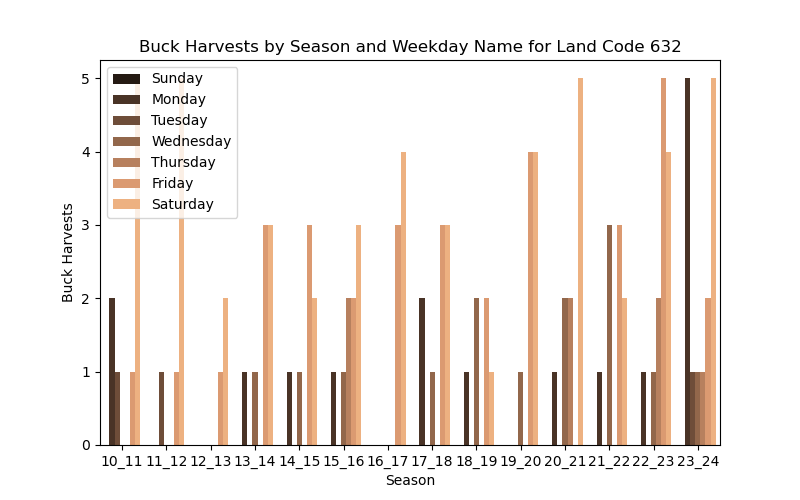 Buck Harvests by Season and Weekday Name for Land Code 632
5
4
3
2
1
0
Buck Harvests
Sunday
Monday
Tuesday
Wednesday
Thursday
Friday
Saturday
10_11 11_12 12_13 13_14 14_15 15_16 16_17 17_18 18_19 19_20 20_21 21_22 22_23 23_24
Season